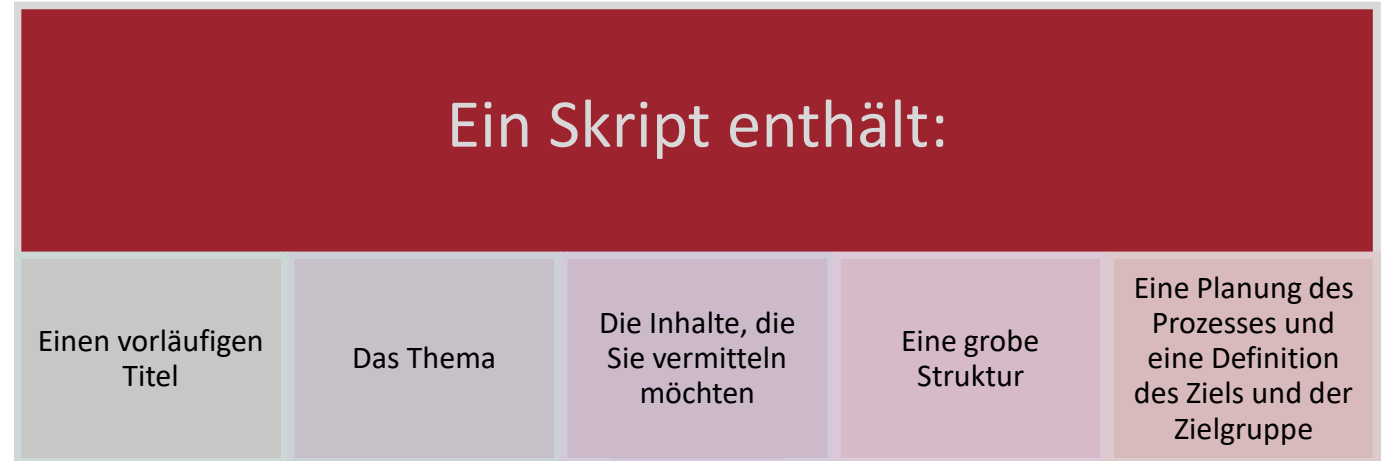 Ein Skript enthält:
Einen vorläufigen
Titel
Das Thema
Die Inhalte, die
Sie vermitteln
möchten
Eine grobe
Struktur
Eine Planung des
Prozesses und
eine Definition
des Ziels und der
Zielgruppe